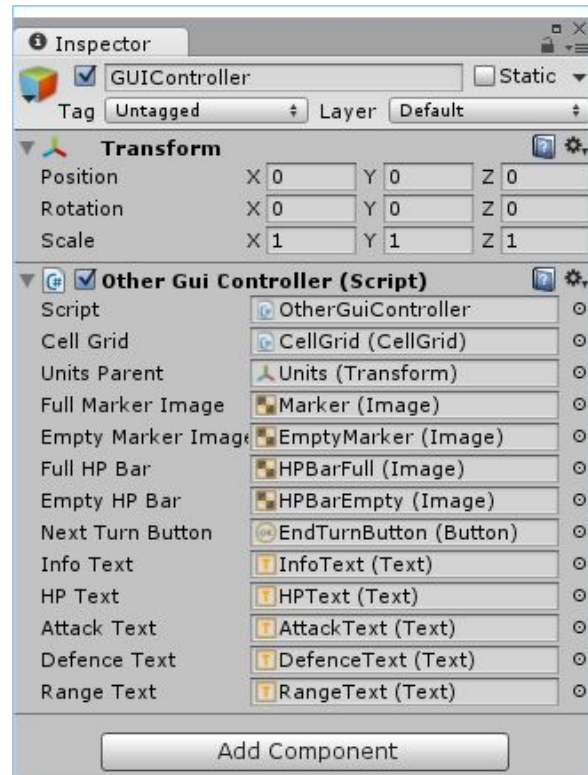 Inspector
GUIController Static
Tag Untagged Layer Default
Transform
Position X 0 Y 0 Z 0
Rotation X 0 Y 0 Z 0
Scale X 1 Y 1 Z 1
Other Gui Controller (Script)
Script OtherGuiController
Cell Grid CellGrid (CellGrid)
Units Parent Units (Transform)
Full Marker Image Marker (Image)
Empty Marker Image EmptyMarker (Image)
Full HP Bar HPBarFull (Image)
Empty HP Bar HPBarEmpty (Image)
Next Turn Button EndTurnButton (Button)
Info Text InfoText (Text)
HP Text HPText (Text)
Attack Text AttackText (Text)
Defence Text DefenceText (Text)
Range Text RangeText (Text)
Add Component